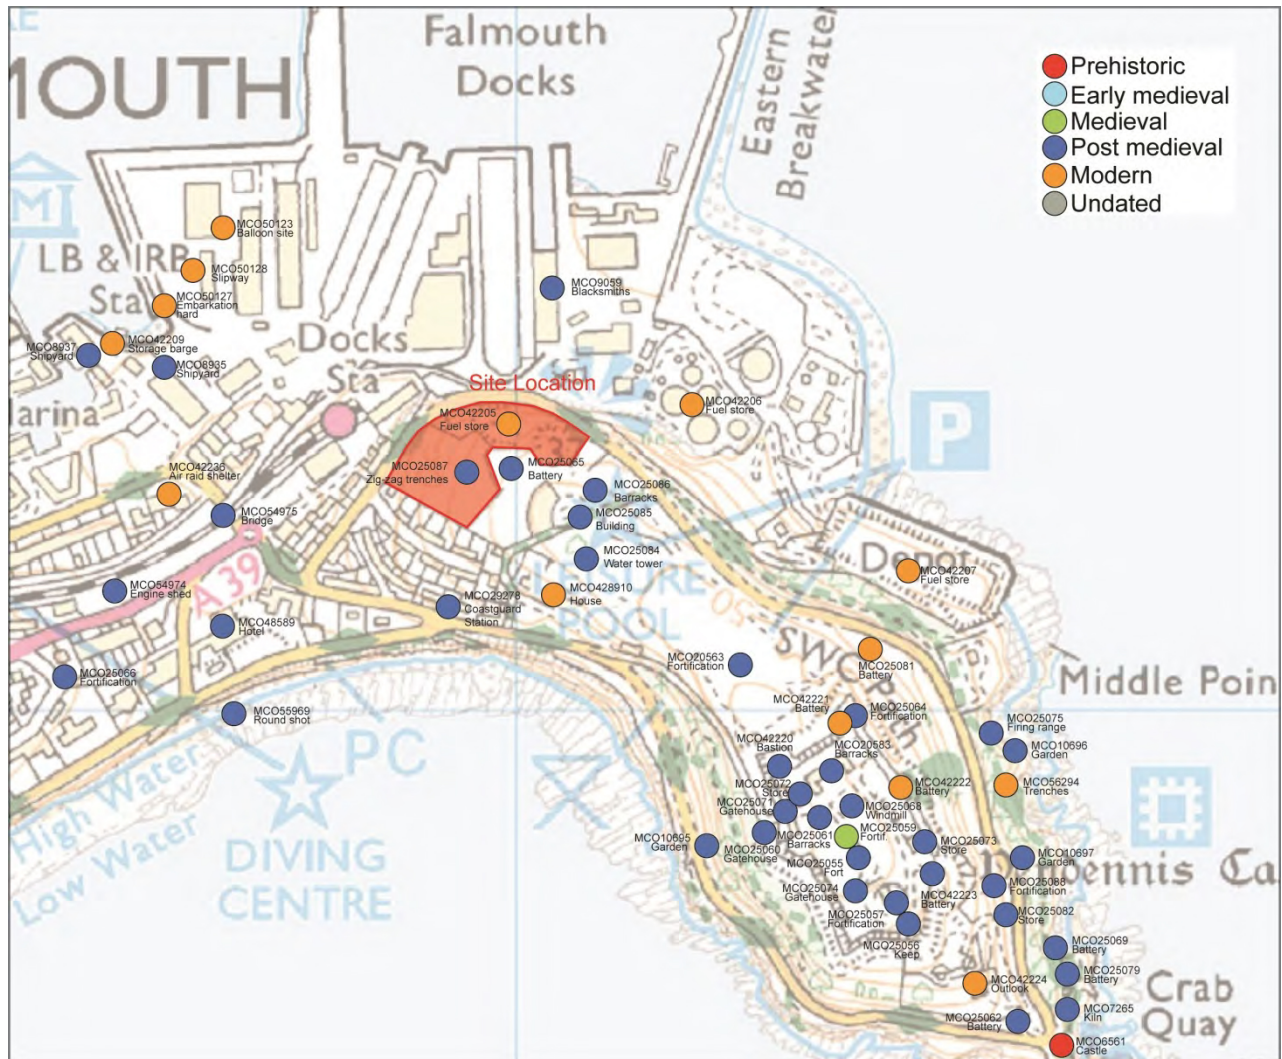 Falmouth
Docks
MOUTH
Eastern
Breakwater
Prehistoric
Early medieval
Medieval
Post medieval
Modern
Undated
M
LB & IRB
Sta
MCO50123
Balloon site
MCO50128
Slipway
MCO50127
Embarkation
hard
MCO42209
Storage barge
MCO8937
Shipyard
MCO8935
Shipyard
MCO9059
Blacksmiths
Docks
Sta
Site Location
MCO42205
Fuel store
MCO42206
Fuel store
arina
P
MCO42236
Air raid shelter
MCO25087
Zig-zag trenches
MCO25065
Battery
MCO25086
Barracks
MCO25085
Building
MCO54975
Bridge
MCO25084
Water tower
Depot
MCO42207
Fuel store
MCO54974
Engine shed
A 39
MCO29278
Coastguard
Station
MCO428910
House
LEISURE
POOL
50
MCO48589
Hotel
SW CP
MCO20563
Fortification
MCO25081
Battery
MCO25066
Fortification
Middle Poin
MCO55969
Round shot
MCO42221
Battery
MCO25064
Fortification
MCO25075
Firing range
MCO10696
Garden
PC
MCO42220
Bastion
MCO20583
Barracks
MCO25072
Store
MCO42222
Battery
MCO56294
Trenches
High Water
Low Water
DIVING
CENTRE
MCO25071
Gatehouse
MCO25068
Windmill
MCO25059
Fortif.
MCO25061
Barracks
MCO10695
Garden
MCO25060
Gatehouse
MCO25073
Store
MCO25055
Fort
MCO10697
Garden
Pendennis Ca
MCO25074
Gatehouse
MCO42223
Battery
MCO25088
Fortification
MCO25057
Fortification
MCO25082
Store
MCO25056
Keep
MCO25069
Battery
MCO25079
Battery
MCO42224
Outlook
Crab
Quay
MCO7265
Kiln
MCO25062
Battery
MCO6561
Castle